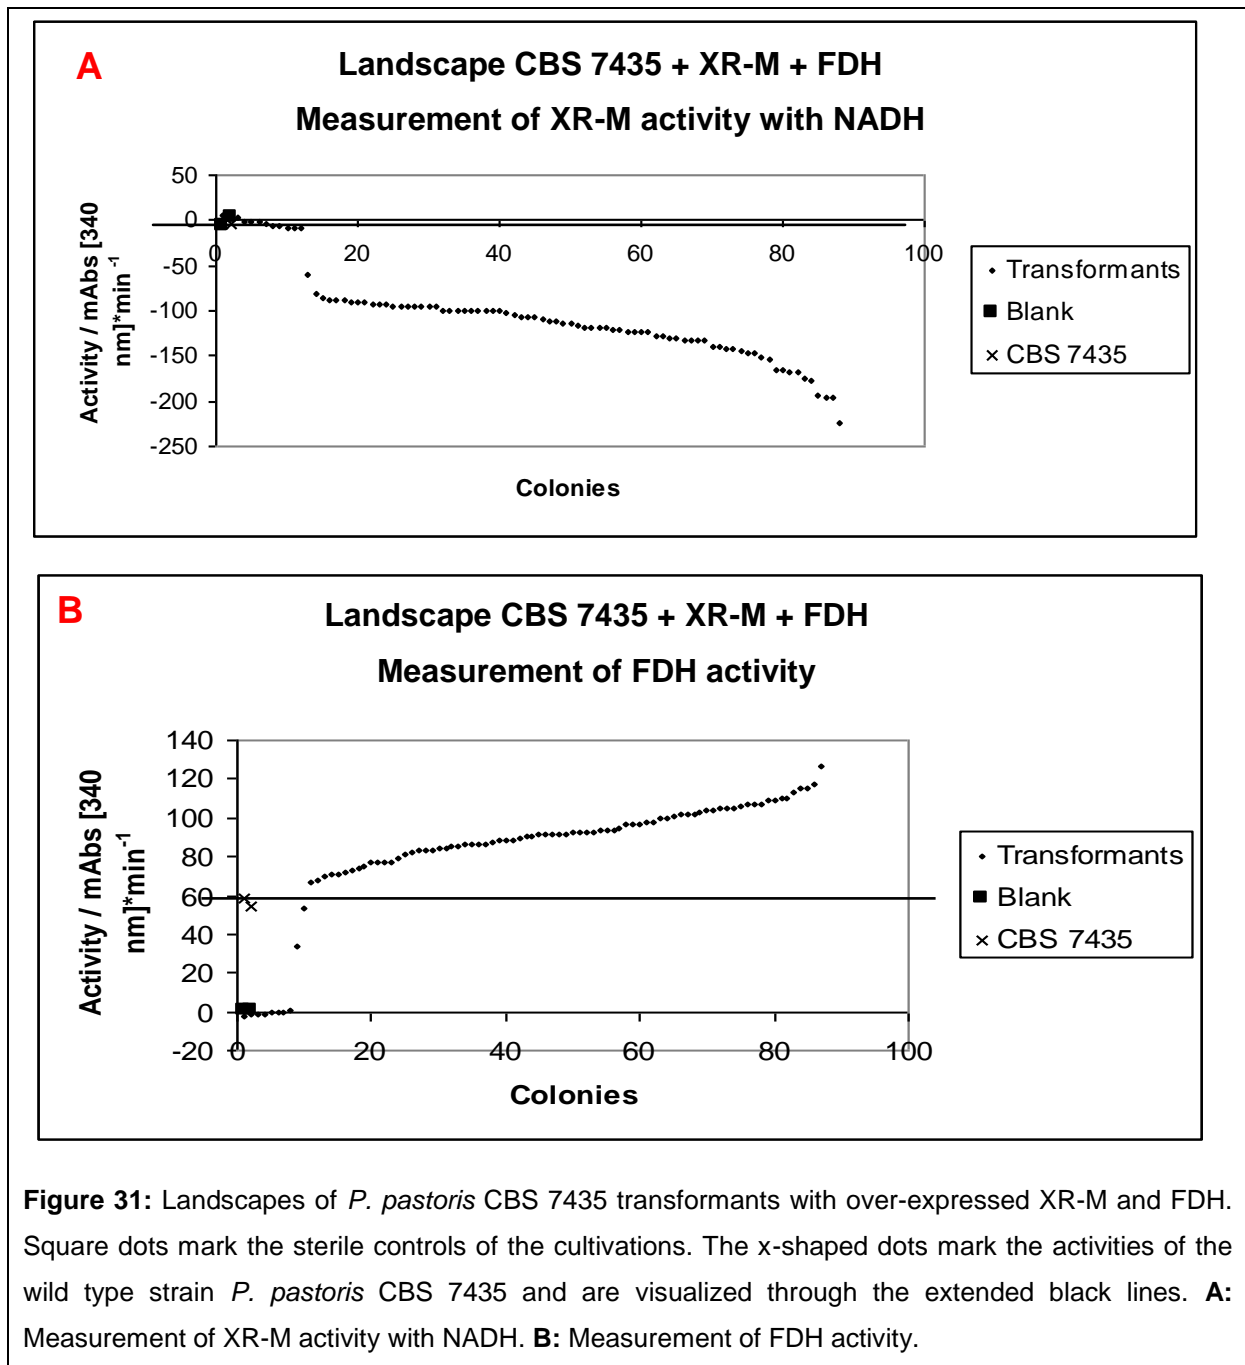 A
Landscape CBS 7435 + XR-M + FDH
Measurement of XR-M activity with NADH
Activity / mAbs [340
nm]*min-1
50
0
-50
-100
-150
-200
-250
0
20
40
60
80
100
Colonies
Transformants
Blank
CBS 7435
B
Landscape CBS 7435 + XR-M + FDH
Measurement of FDH activity
Activity / mAbs [340
nm]*min-1
140
120
100
80
60
40
20
0
-20
0
20
40
60
80
100
Colonies
Transformants
Blank
CBS 7435
Figure 31: Landscapes of P. pastoris CBS 7435 transformants with over-expressed XR-M and FDH.
Square dots mark the sterile controls of the cultivations. The x-shaped dots mark the activities of the
wild type strain P. pastoris CBS 7435 and are visualized through the extended black lines. A:
Measurement of XR-M activity with NADH. B: Measurement of FDH activity.